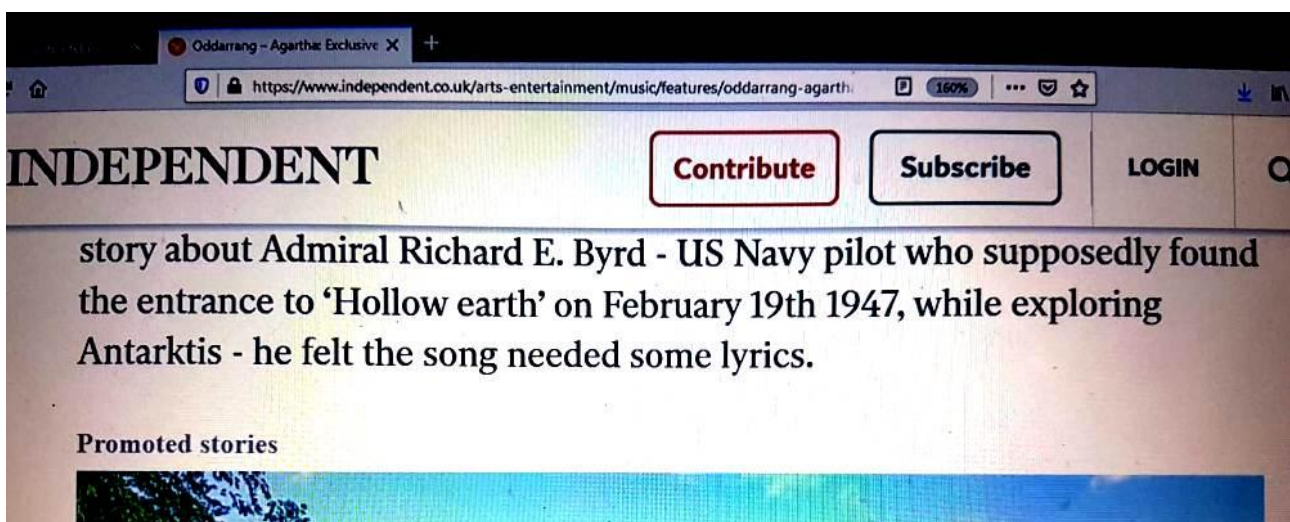 Oddarrang – Agartha: Exclusive
https://www.independent.co.uk/arts-entertainment/music/features/oddarrang-agarth
160%
INDEPENDENT
Contribute
Subscribe
LOGIN
story about Admiral Richard E. Byrd - US Navy pilot who supposedly found
the entrance to ‘Hollow earth’ on February 19th 1947, while exploring
Antarktis - he felt the song needed some lyrics.
Promoted stories